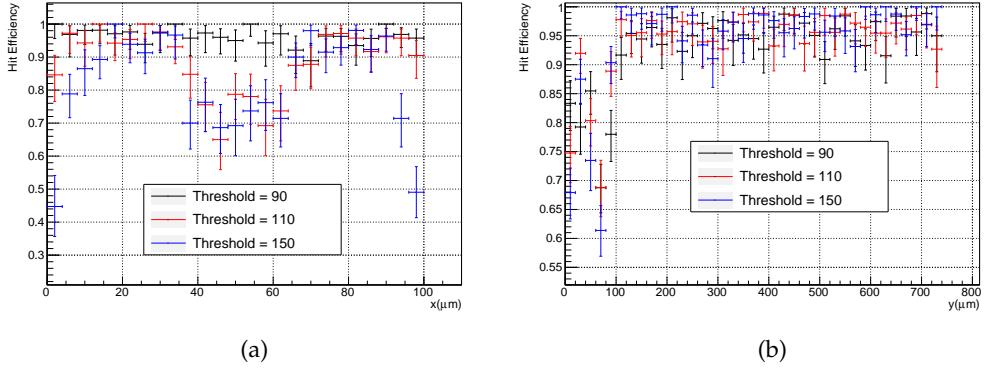 Hit Efficiency
1
0.9
0.8
0.7
0.6
0.5
0.4
0.3
Threshold = 90
Threshold = 110
Threshold = 150
0 20 40 60 80 100
x(μm)
(a)
Hit Efficiency
1
0.95
0.9
0.85
0.8
0.75
0.7
0.65
0.6
0.55
Threshold = 90
Threshold = 110
Threshold = 150
0 100 200 300 400 500 600 700 800
y(μm)
(b)